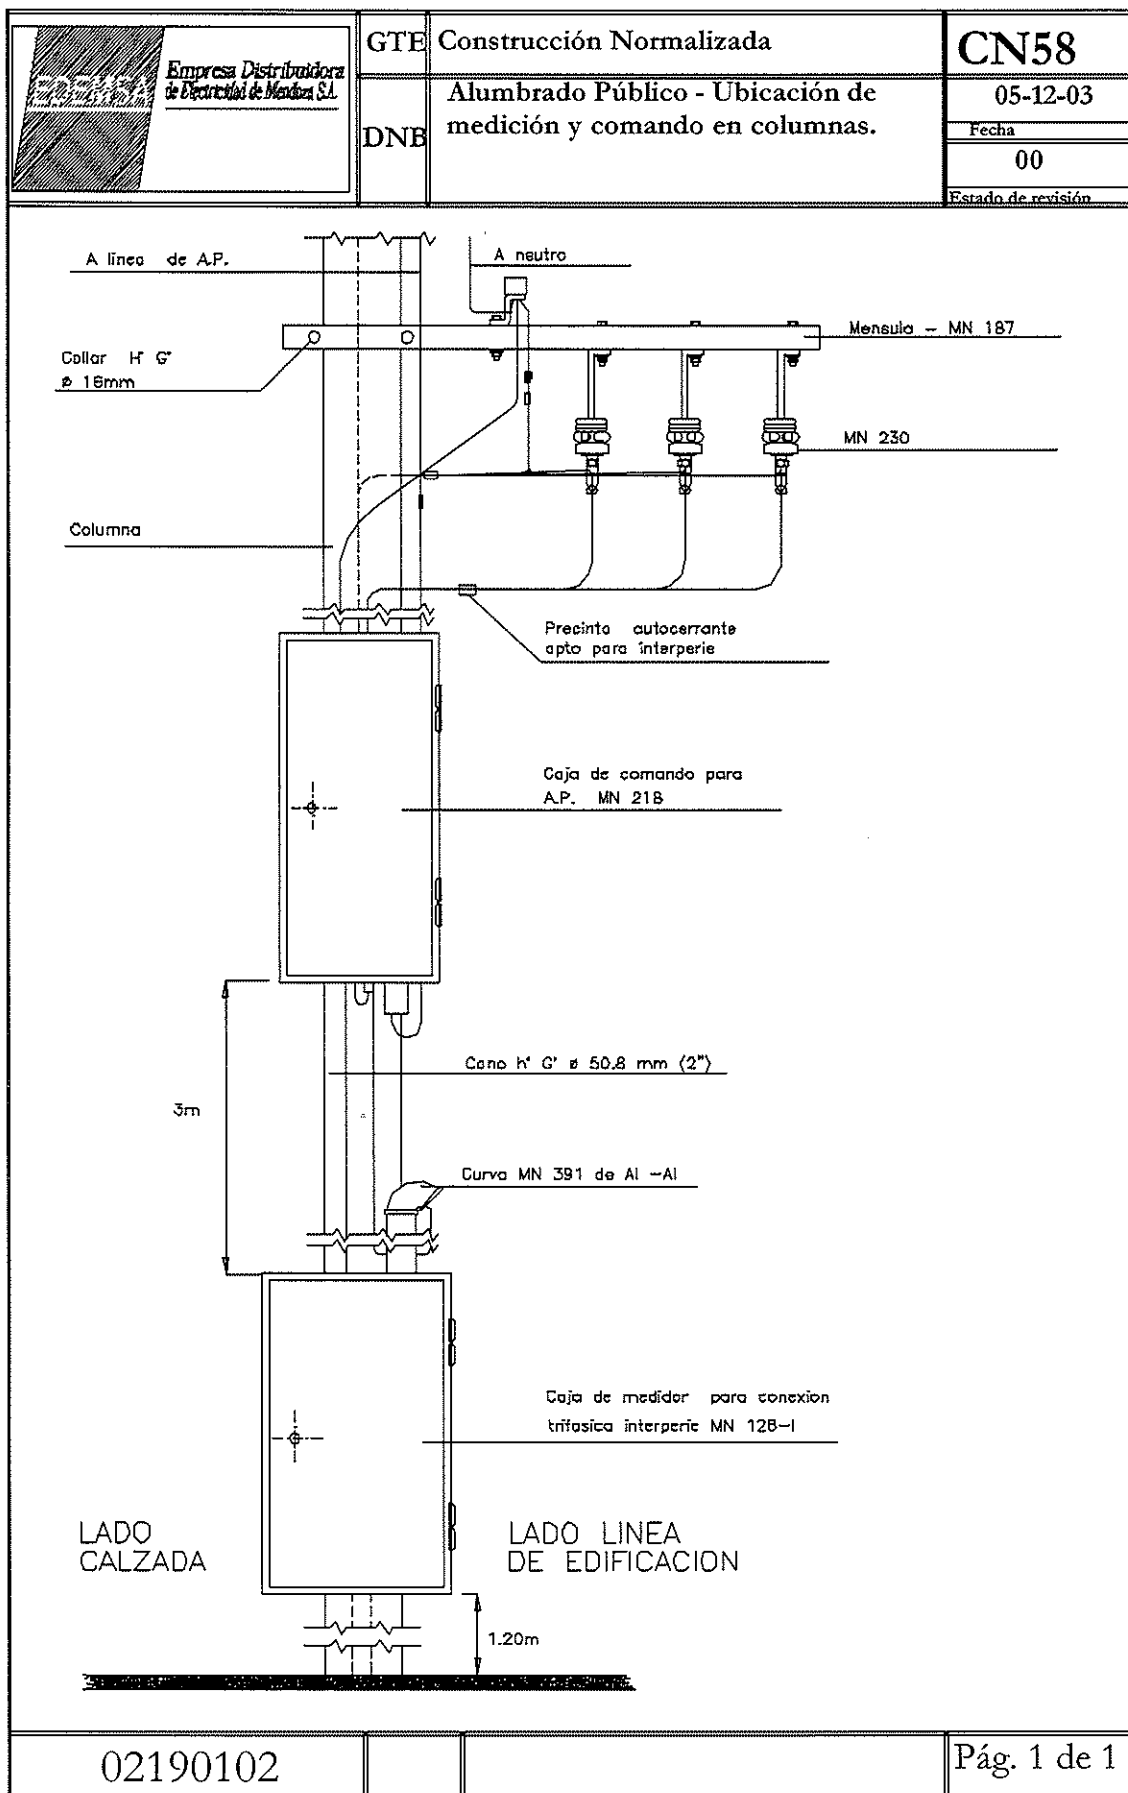 EDEMSA
Empresa Distribuidora
de Electricidad de Mendoza S.A.
GTE
Construcción Normalizada
CN58
DNB
Alumbrado Público - Ubicación de
medición y comando en columnas.
05-12-03
Fecha
00
Estado de revisión
A linea de A.P.
A neutro
Mensula - MN 187
Collar H° G°
ø 16mm
MN 230
Columna
Precinto autocerrante
apto para interperie
Caja de comando para
A.P. MN 218
Cano h° G° ø 50.8 mm (2")
3m
Curva MN 391 de Al -Al
Caja de medidor para conexion
trifasica interperie MN 128-I
LADO
CALZADA
LADO LINEA
DE EDIFICACION
1.20m
02190102
Pág. 1 de 1